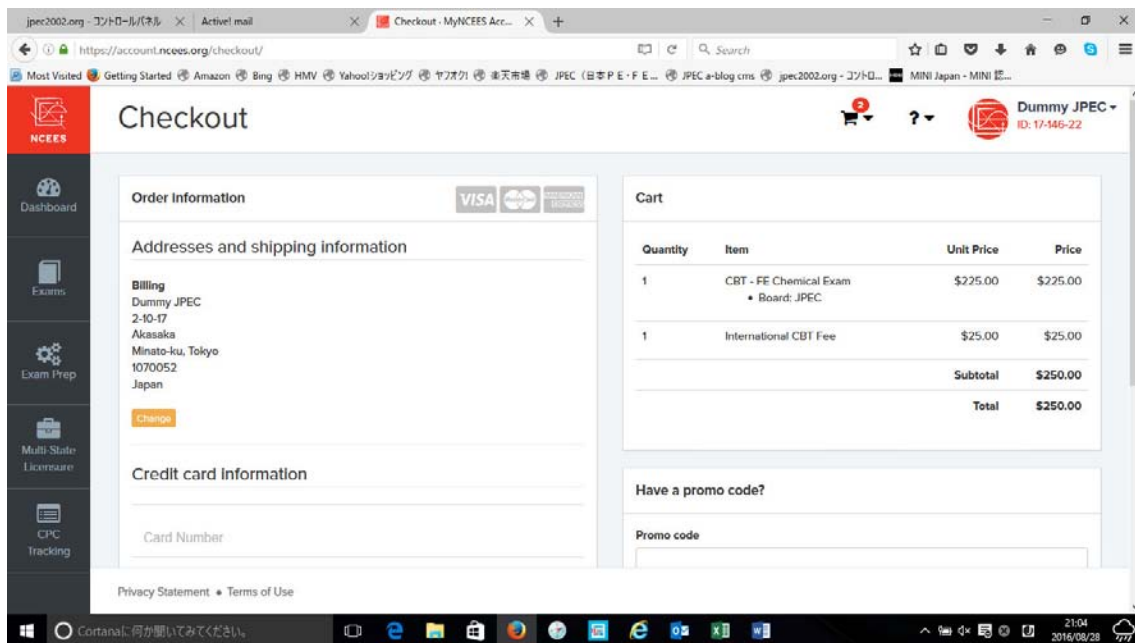 jpec2002.org - コントロールパネル
Active! mail
Checkout - MyNCEES Acc...
https://account.ncees.org/checkout/
Search
Most Visited Getting Started Amazon Bing HMV Yahoo!ショッピング ヤフオク! 楽天市場 JPEC (日本PE・FE... JPEC a-blog cms jpec2002.org - コントロ... MINI Japan - MINI 認...
NCEES
Checkout
2
?
Dummy JPEC
ID: 17-146-22
Dashboard
Exams
Exam Prep
Multi-State
Licensure
CPC
Tracking
Order information
VISA
Addresses and shipping information
Billing
Dummy JPEC
2-10-17
Akasaka
Minato-ku, Tokyo
1070052
Japan
Change
Credit card information
Card Number
Cart
Quantity Item Unit Price Price
1 CBT - FE Chemical Exam $225.00 $225.00
• Board: JPEC
1 International CBT Fee $25.00 $25.00
Subtotal $250.00
Total $250.00
Have a promo code?
Promo code
Privacy Statement • Terms of Use
Cortanaに何か聞いてみてください。
21:04
2016/08/28